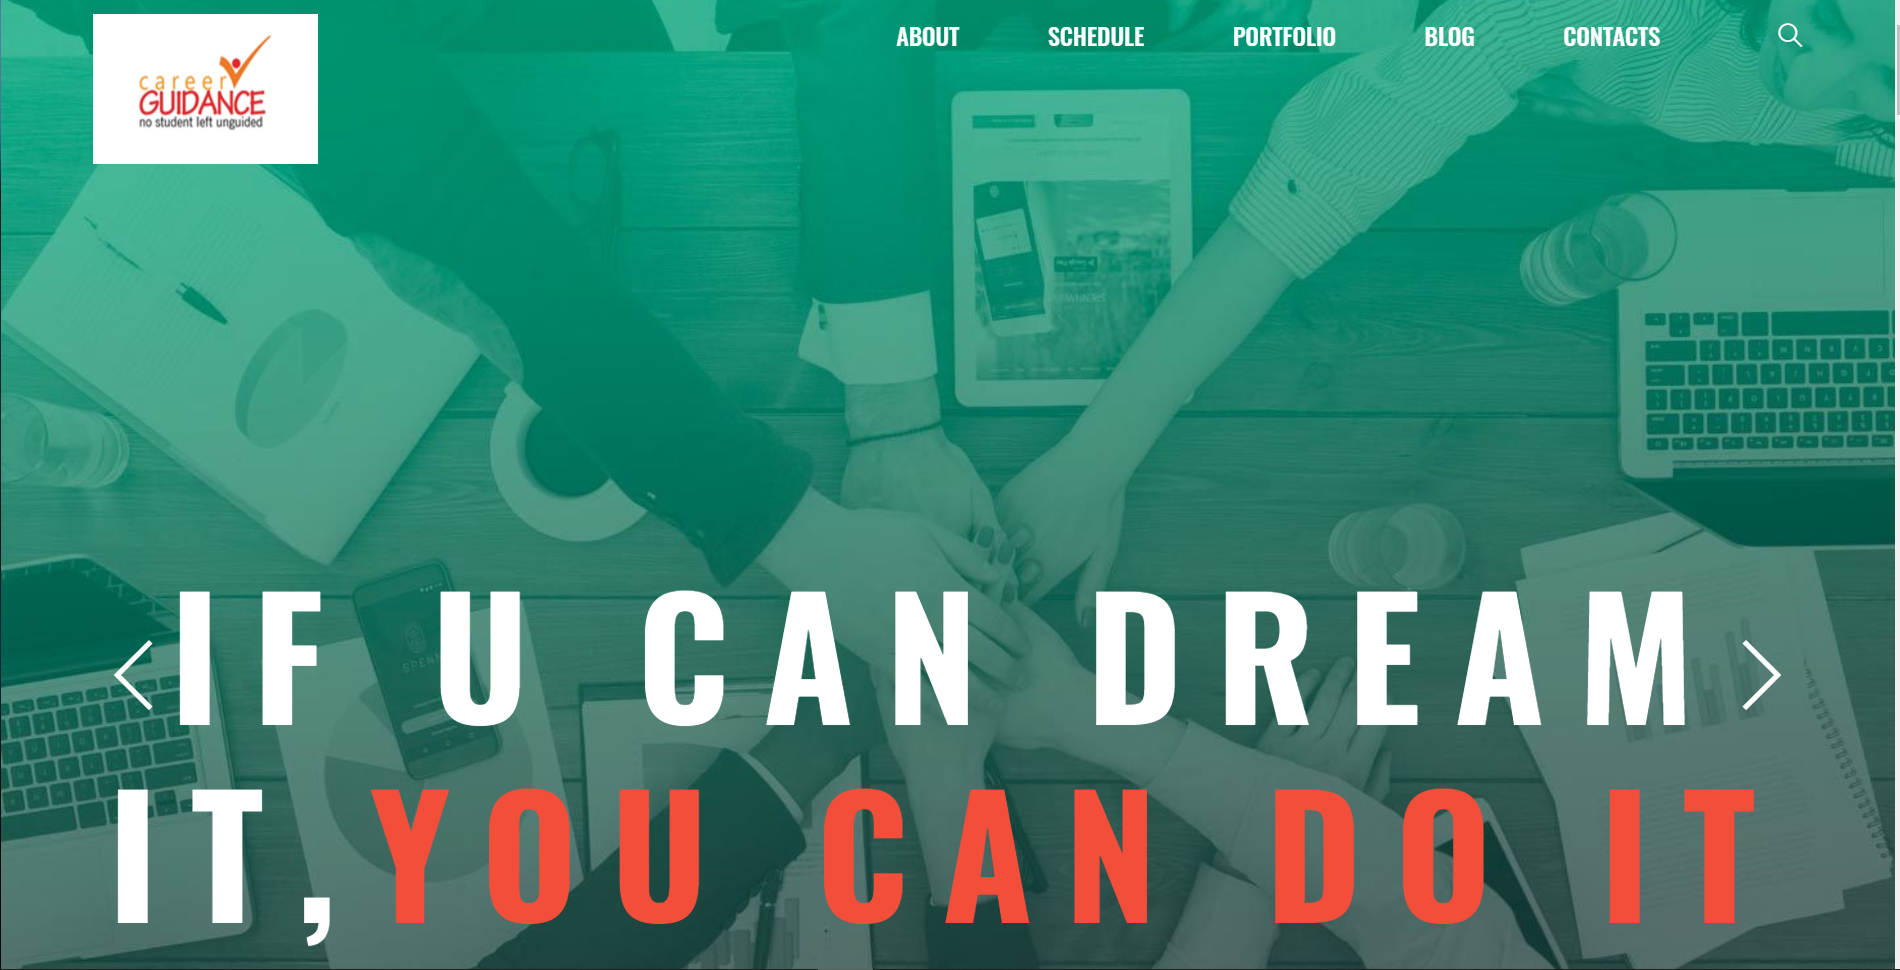 career
GUIDANCE
no student left unguided
ABOUT SCHEDULE PORTFOLIO BLOG CONTACTS
IF U CAN DREAM
IT, YOU CAN DO IT